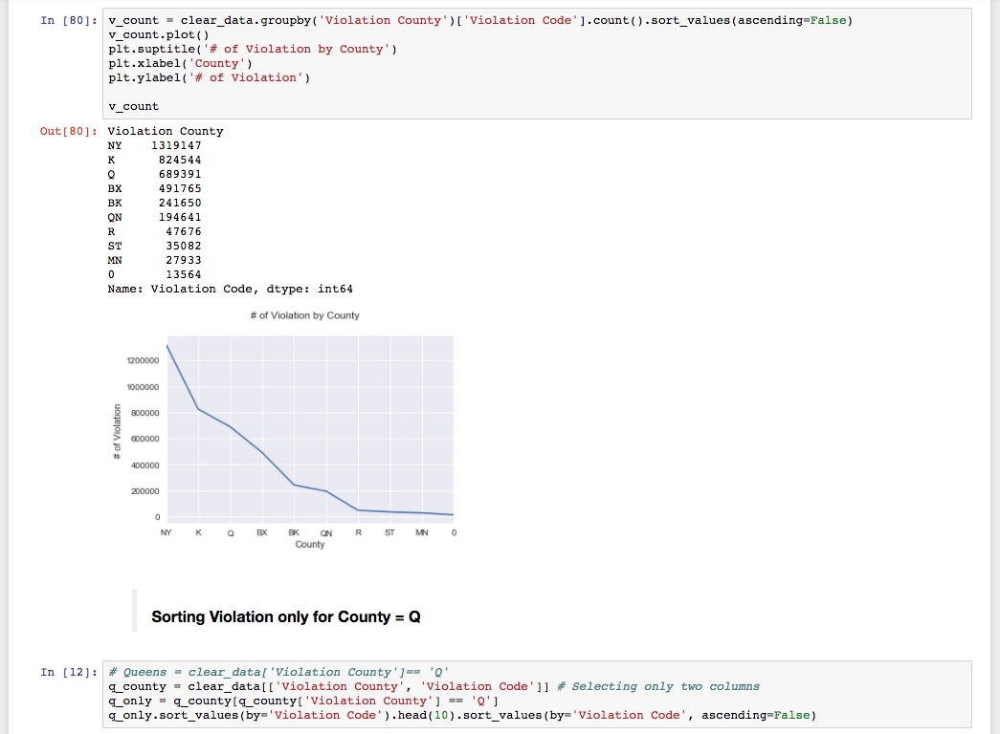 In [80]: v_count = clear_data.groupby('Violation County')['Violation Code'].count().sort_values(ascending=False)
v_count.plot()
plt.suptitle('# of Violation by County')
plt.xlabel('County')
plt.ylabel('# of Violation')
v_count
Out[80]: Violation County
NY 1319147
K 824544
Q 689391
BX 491765
BK 241650
QN 194641
R 47676
ST 35082
MN 27933
0 13564
Name: Violation Code, dtype: int64
# of Violation by County
# of Violation
1200000
1000000
800000
600000
400000
200000
0
NY K Q BX BK QN R ST MN 0
County
Sorting Violation only for County = Q
In [12]: # Queens = clear_data['Violation County']== 'Q'
q_county = clear_data[['Violation County', 'Violation Code']] # Selecting only two columns
q_only = q_county[q_county['Violation County'] == 'Q']
q_only.sort_values(by='Violation Code').head(10).sort_values(by='Violation Code', ascending=False)